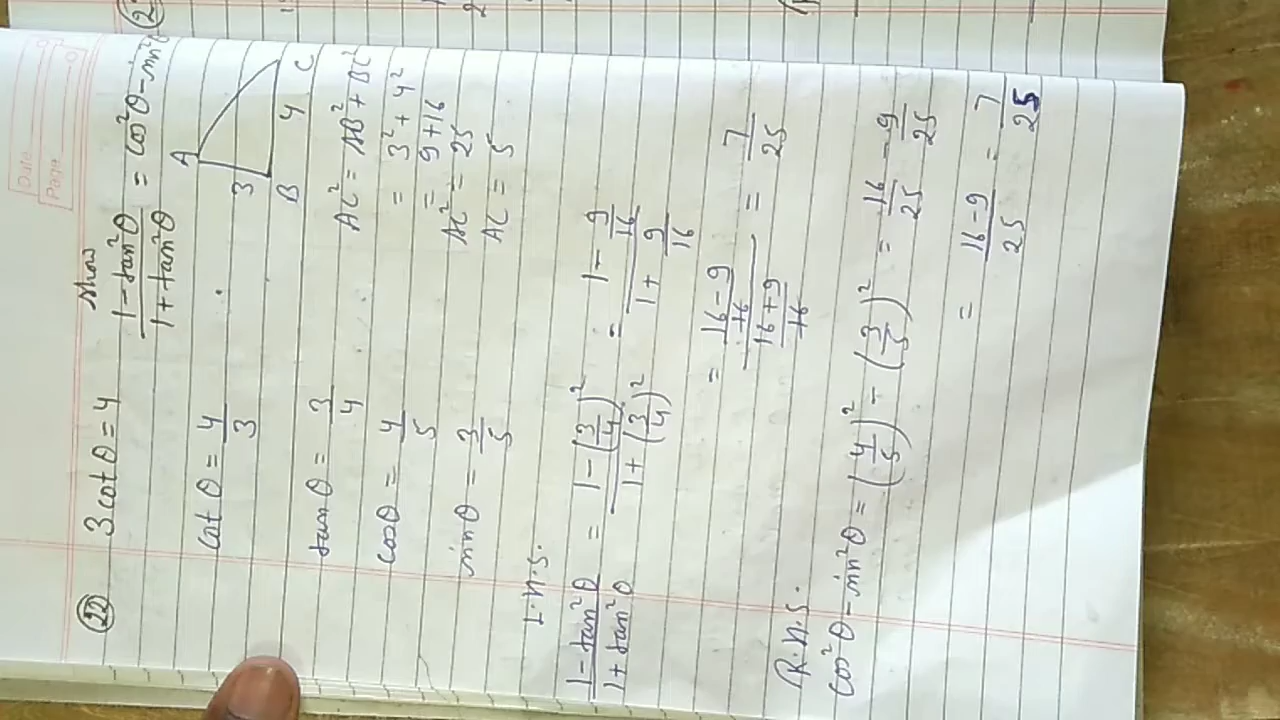 Date
Page
(22) 3 cot θ = 4 show
(1 - tan²θ)/(1 + tan²θ) = cos²θ - sin²θ
cot θ = 4/3
A
3
B 4 C
tan θ = 3/4 AC² = AB² + BC²
= 3² + 4²
cos θ = 4/5 = 9 + 16
AC² = 25
sin θ = 3/5 AC = 5
L.H.S.
(1 - tan²θ)/(1 + tan²θ) = (1 - (3/4)²)/(1 + (3/4)²) = (1 - 9/16)/(1 + 9/16)
= ((16 - 9)/16)/((16 + 9)/16) = 7/25
R.H.S.
cos²θ - sin²θ = (4/5)² - (3/5)² = 16/25 - 9/25
= (16 - 9)/25 = 7/25